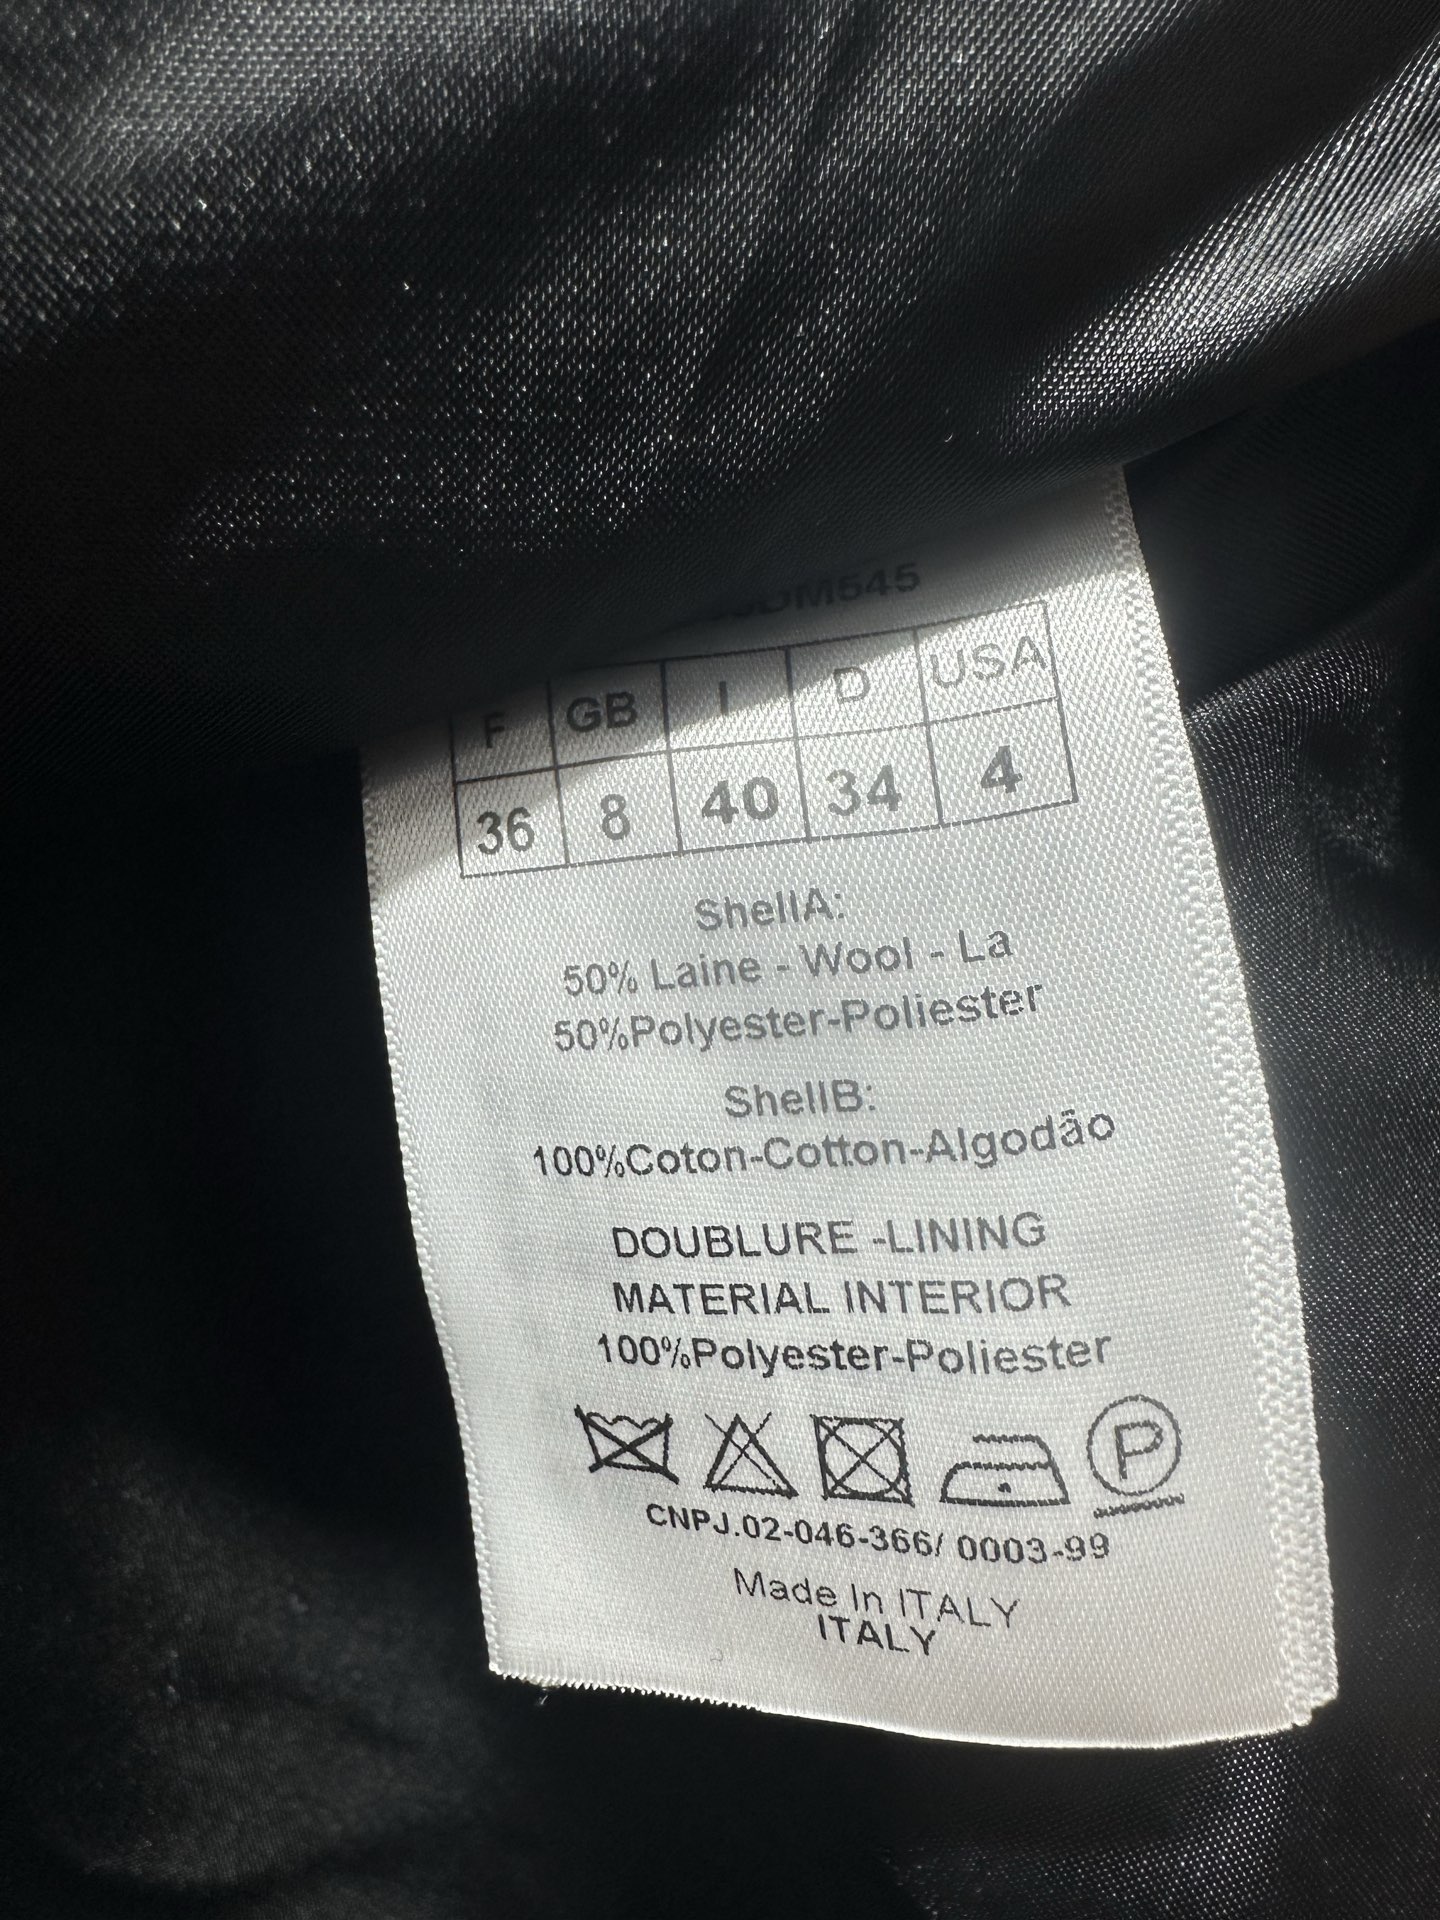 DM545
F GB I D USA
36 8 40 34 4
ShellA:
50% Laine - Wool - La
50%Polyester-Poliester
ShellB:
100%Coton-Cotton-Algodão
DOUBLURE -LINING
MATERIAL INTERIOR
100%Polyester-Poliester
P
CNPJ.02-046-366/ 0003-99
Made In ITALY
ITALY